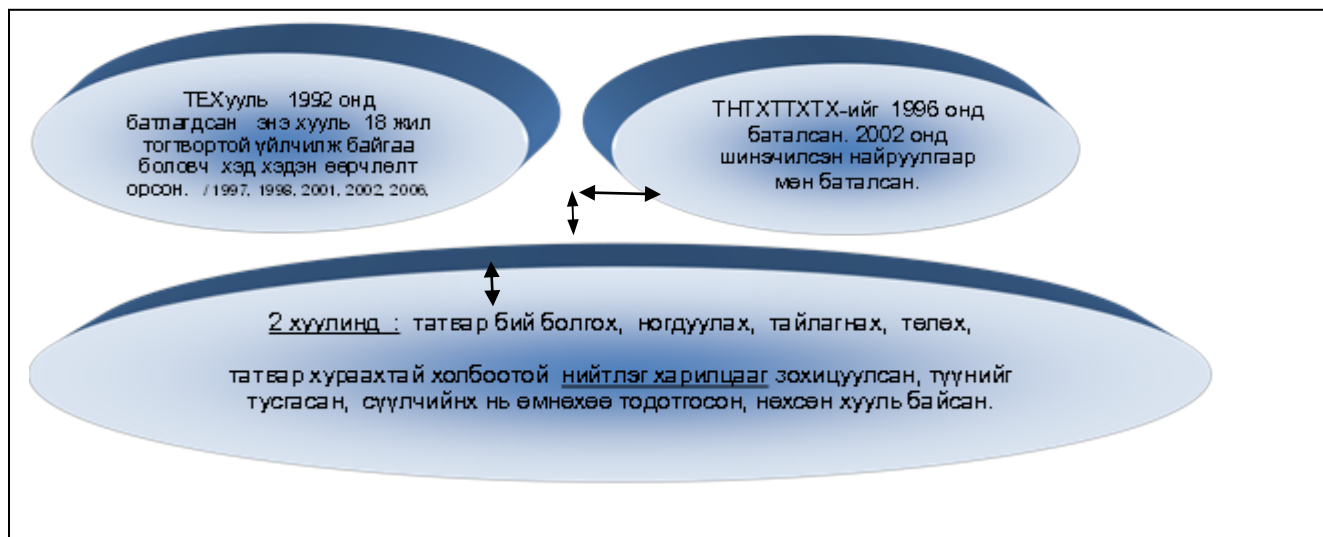 ТЕХууль 1992 онд
батлагдсан энэ хууль 18 жил
тогтвортой үйлчилж байгаа
боловч хэд хэдэн өөрчлөлт
орсон. / 1997, 1998, 2001, 2002, 2006,
ТНТХТТХТХ-ийг 1996 онд
баталсан. 2002 онд
шинэчилсэн найруулгаар
мөн баталсан.
2 хуулинд : татвар бий болгох, ногдуулах, тайлагнах, төлөх,
татвар хураахтай холбоотой нийтлэг харилцааг зохицуулсан, түүнийг
тусгасан, сүүлчийнх нь өмнөхөө тодотгосон, нөхсөн хууль байсан.